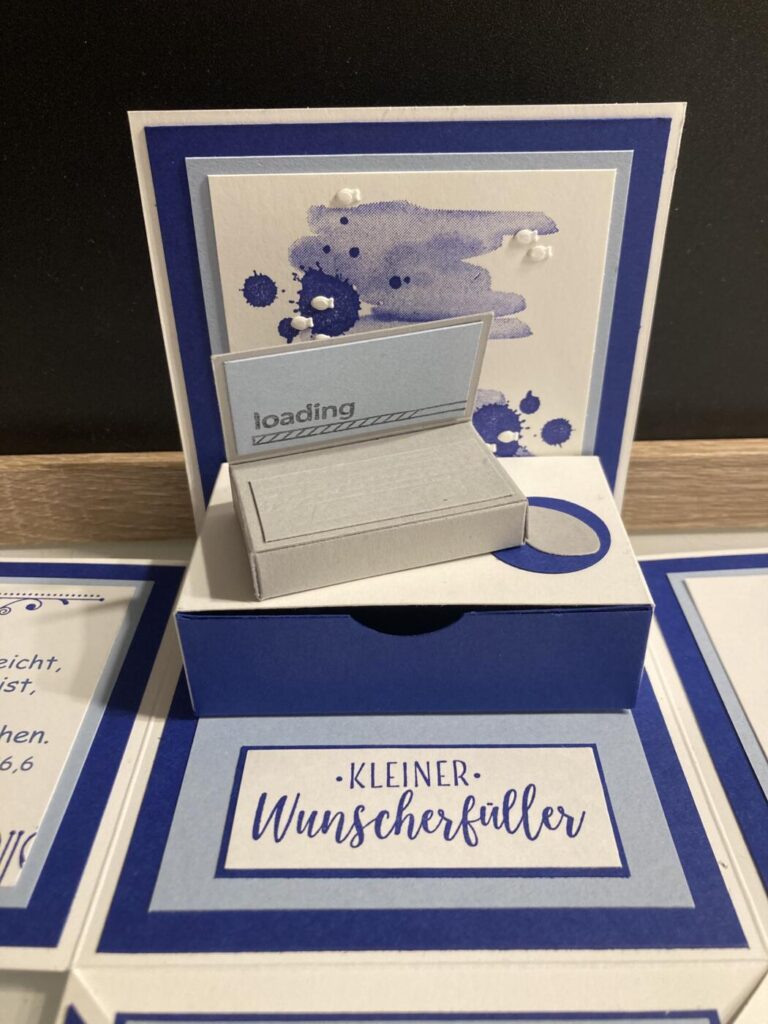 loading
eicht,
ist,
hen.
6,6
·KLEINER·
Wunscherfüller